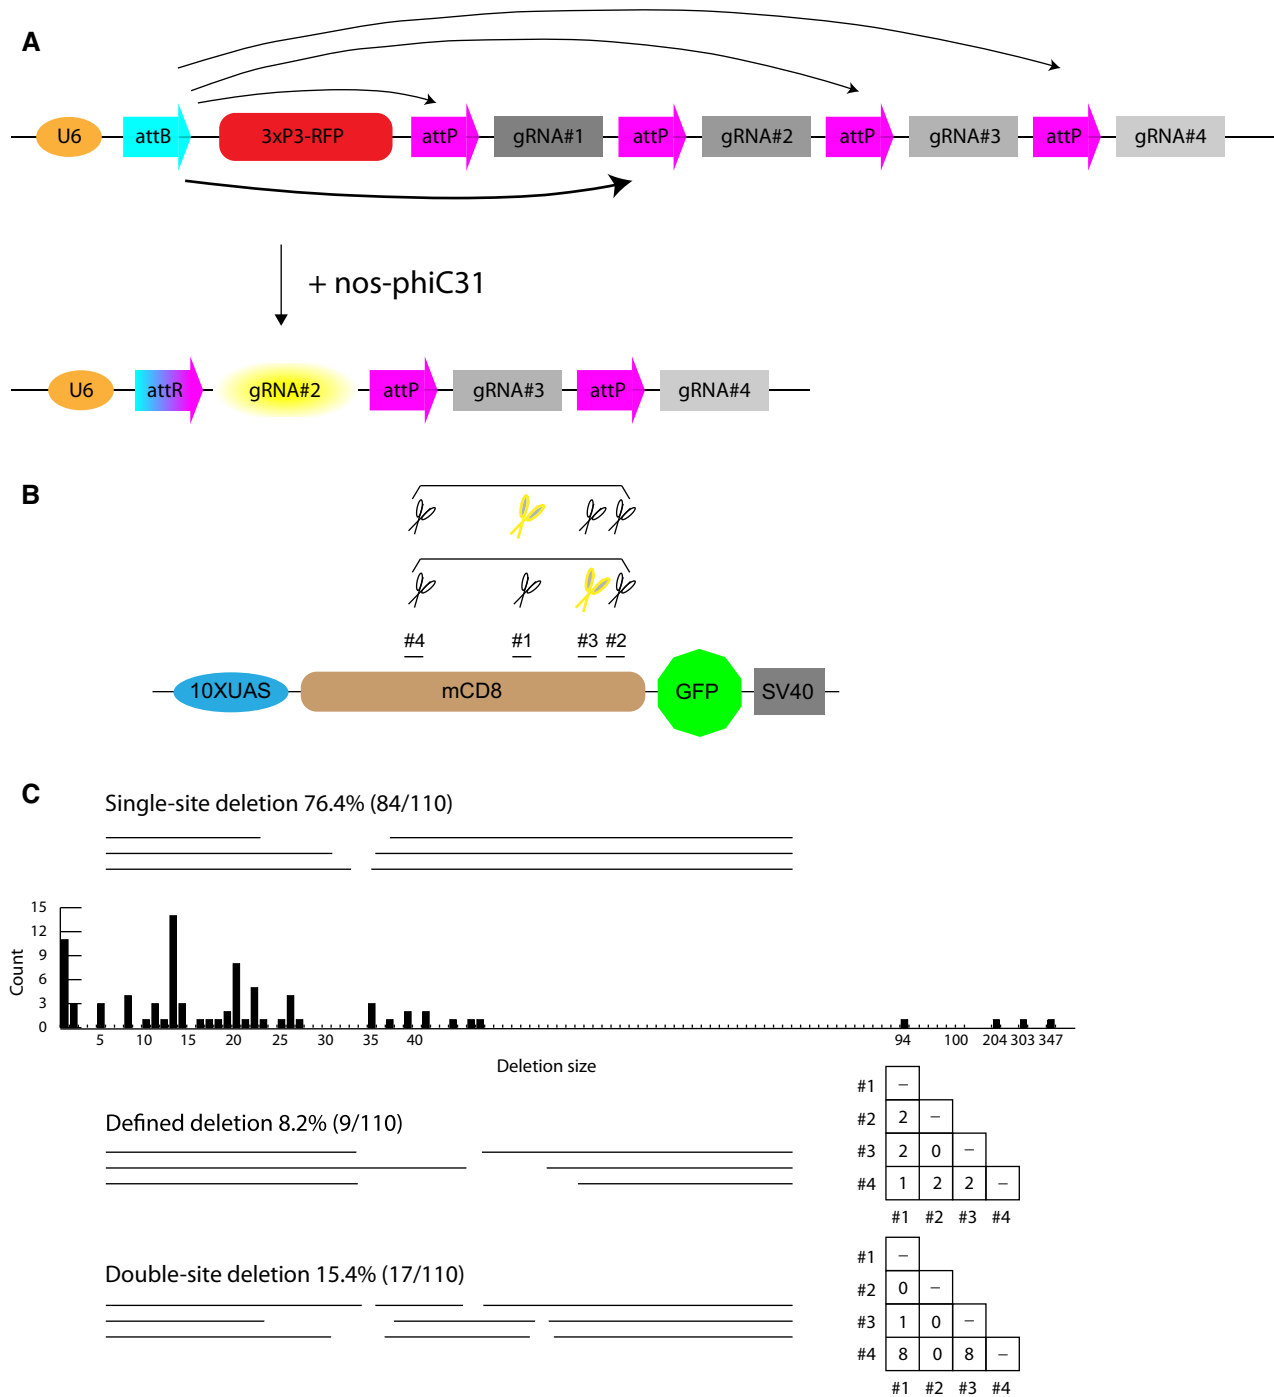 A
U6 attB 3xP3-RFP attP gRNA#1 attP gRNA#2 attP gRNA#3 attP gRNA#4
+ nos-phiC31
U6 attR gRNA#2 attP gRNA#3 attP gRNA#4
B
#4 #1 #3 #2
10XUAS mCD8 GFP SV40
C
Single-site deletion 76.4% (84/110)
Count
15
12
9
6
3
0
5 10 15 20 25 30 35 40 94 100 204 303 347
Deletion size
Defined deletion 8.2% (9/110)
#1 –
#2 2 –
#3 2 0 –
#4 1 2 2 –
#1 #2 #3 #4
Double-site deletion 15.4% (17/110)
#1 –
#2 0 –
#3 1 0 –
#4 8 0 8 –
#1 #2 #3 #4